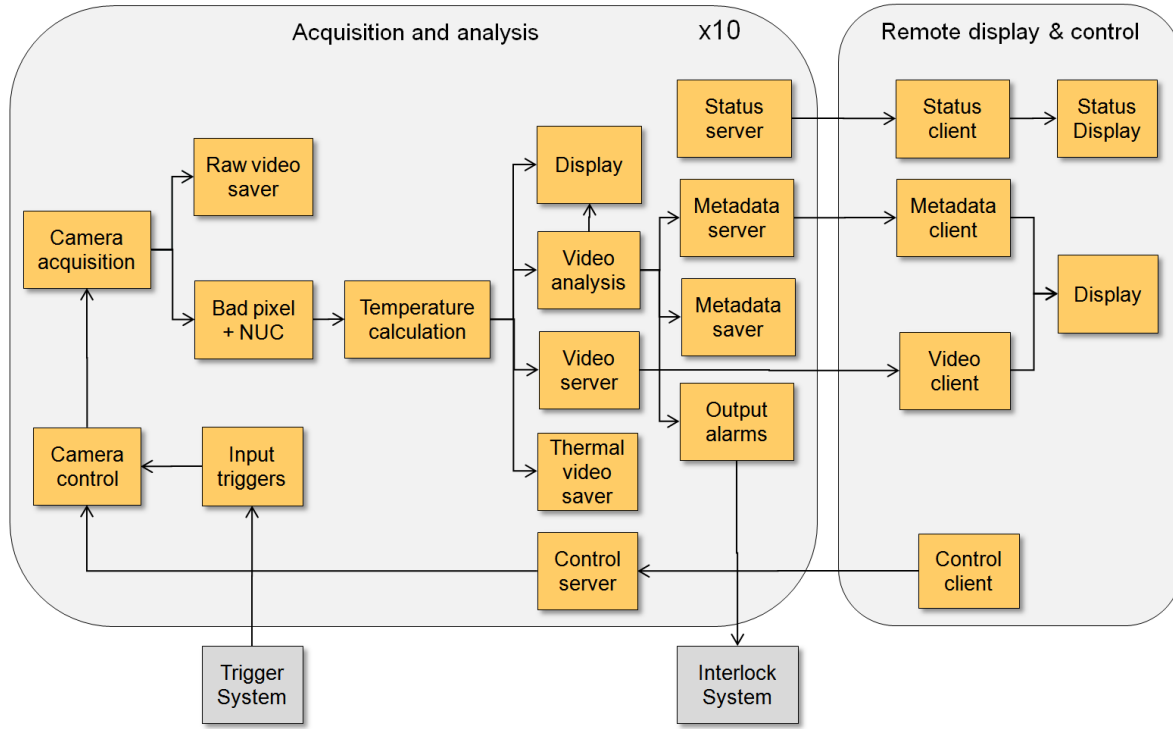 Acquisition and analysis
x10
Remote display & control
Status
server
Status
client
Status
Display
Raw video
saver
Display
Metadata
server
Metadata
client
Camera
acquisition
Video
analysis
Display
Bad pixel
+ NUC
Temperature
calculation
Metadata
saver
Video
server
Video
client
Output
alarms
Camera
control
Input
triggers
Thermal
video
saver
Control
server
Control
client
Trigger
System
Interlock
System